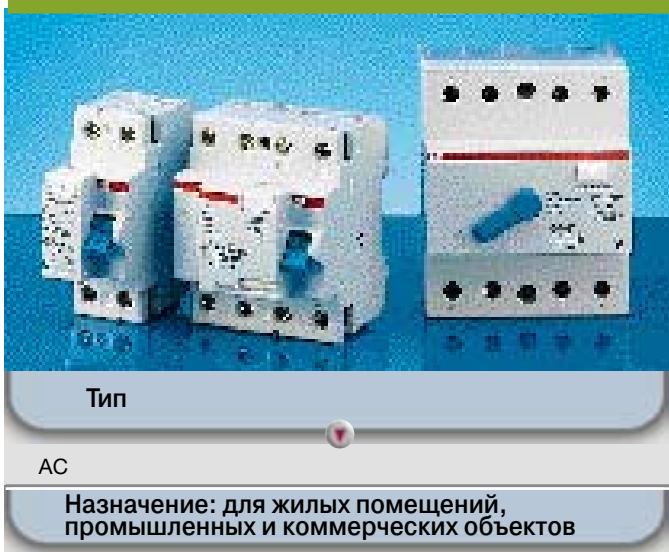 Тип
AC
Назначение: для жилых помещений,
промышленных и коммерческих объектов